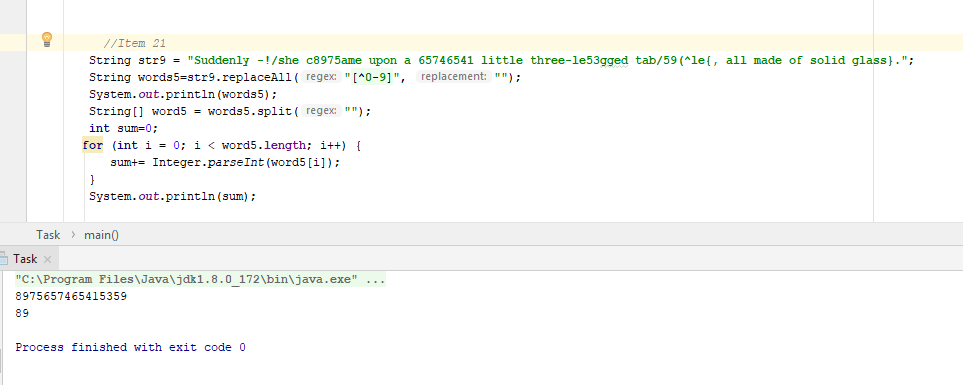 //Item 21
String str9 = "Suddenly -!/she c8975ame upon a 65746541 little three-le53gged tab/59(^le{, all made of solid glass}.";
String words5=str9.replaceAll( regex: "[^0-9]", replacement: "");
System.out.println(words5);
String[] word5 = words5.split( regex: "");
int sum=0;
for (int i = 0; i < word5.length; i++) {
sum+= Integer.parseInt(word5[i]);
}
System.out.println(sum);
Task > main()
Task ×
"C:\Program Files\Java\jdk1.8.0_172\bin\java.exe" ...
8975657465415359
89
Process finished with exit code 0